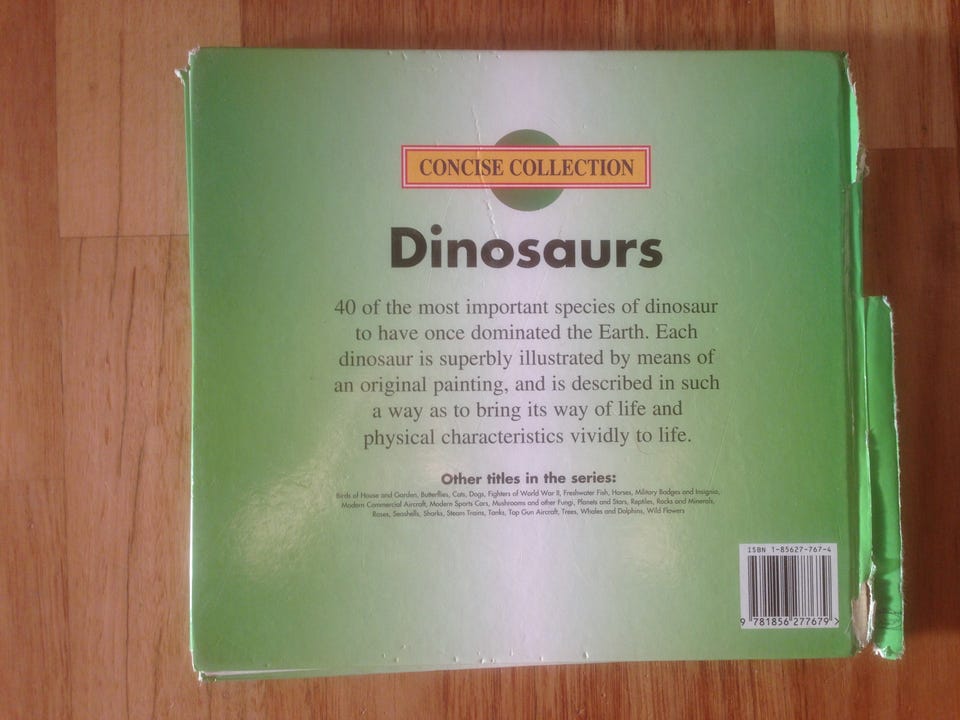 CONCISE COLLECTION
Dinosaurs
40 of the most important species of dinosaur
to have once dominated the Earth. Each
dinosaur is superbly illustrated by means of
an original painting, and is described in such
a way as to bring its way of life and
physical characteristics vividly to life.
Other titles in the series:
Birds of House and Garden, Butterflies, Cats, Dogs, Fighters of World War II, Freshwater Fish, Horses, Military Badges and Insignia,
Modern Commercial Aircraft, Modern Sports Cars, Mushrooms and other Fungi, Planets and Stars, Reptiles, Rocks and Minerals,
Roses, Seashells, Sharks, Steam Trains, Tanks, Top Gun Aircraft, Trees, Whales and Dolphins, Wild Flowers
ISBN 1-85627-767-4
9 781856 277679 >